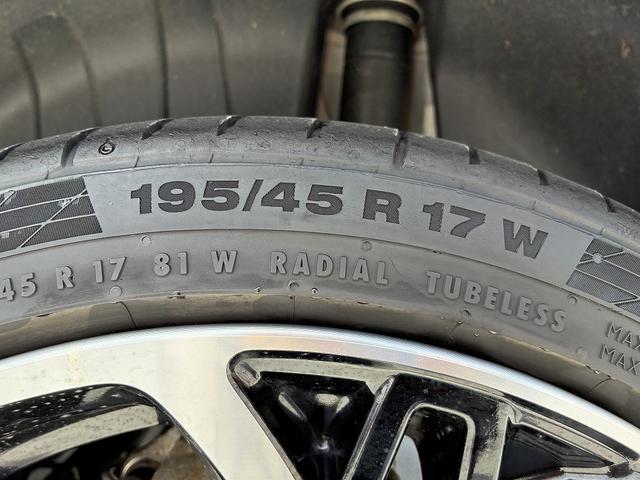 195/45 R 17 W
45 R 17 81 W RADIAL TUBELESS
MAX
MAX